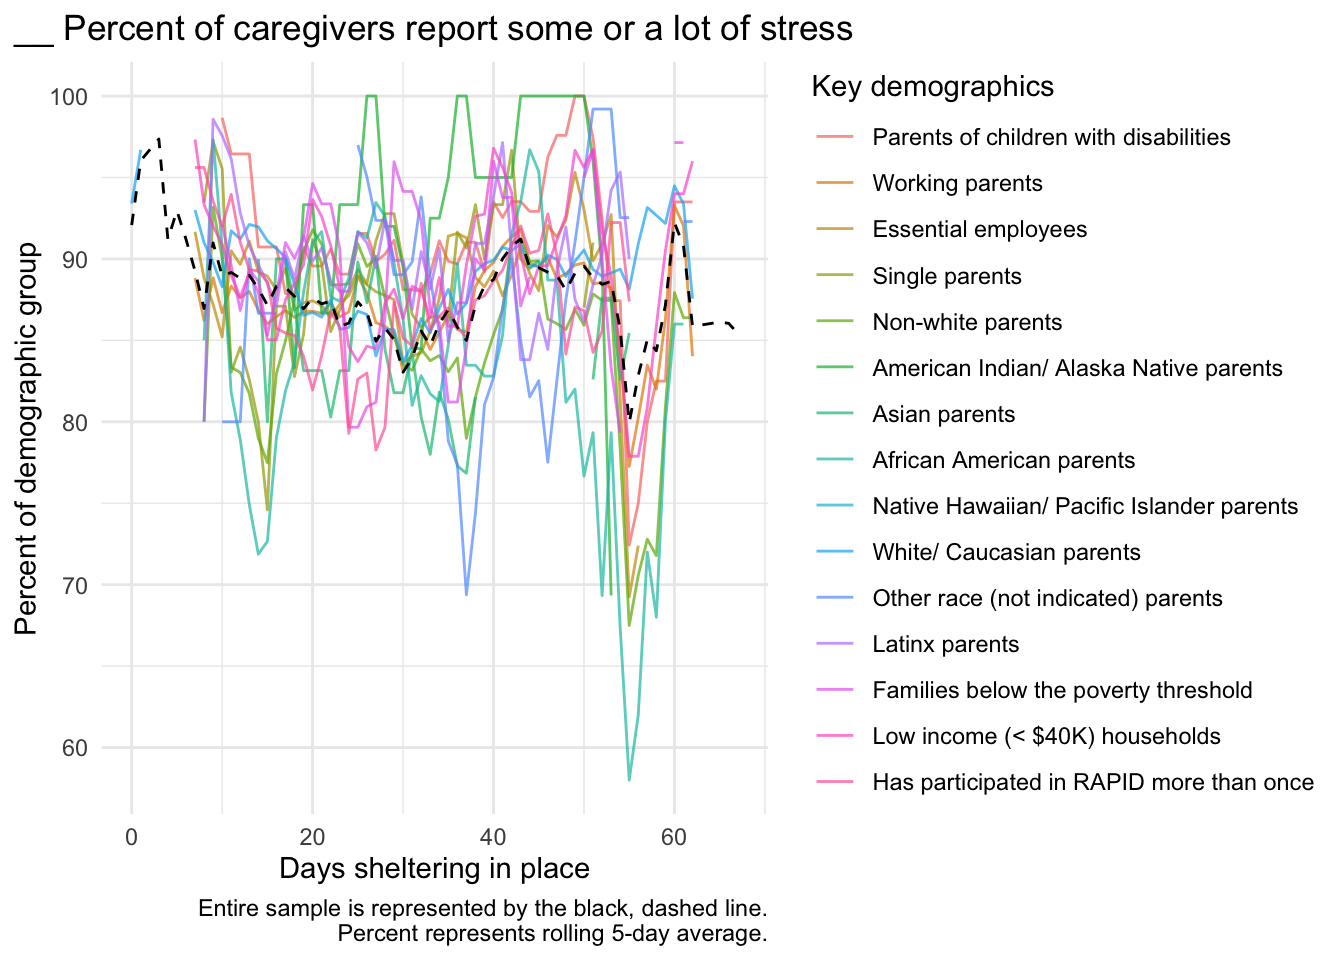 __ Percent of caregivers report some or a lot of stress
Key demographics
Parents of children with disabilities
Working parents
Essential employees
Single parents
Non-white parents
American Indian/ Alaska Native parents
Asian parents
African American parents
Native Hawaiian/ Pacific Islander parents
White/ Caucasian parents
Other race (not indicated) parents
Latinx parents
Families below the poverty threshold
Low income (< $40K) households
Has participated in RAPID more than once
Percent of demographic group
100
90
80
70
60
0 20 40 60
Days sheltering in place
Entire sample is represented by the black, dashed line.
Percent represents rolling 5-day average.